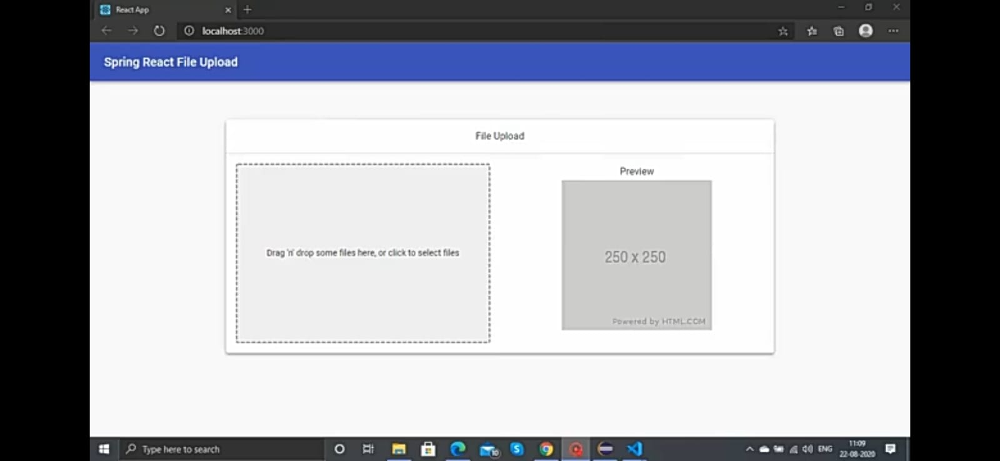 React App
localhost:3000
Spring React File Upload
File Upload
Preview
Drag 'n' drop some files here, or click to select files
250 x 250
Powered by HTML.COM
Type here to search
10
S
ENG
11:09
22-08-2020